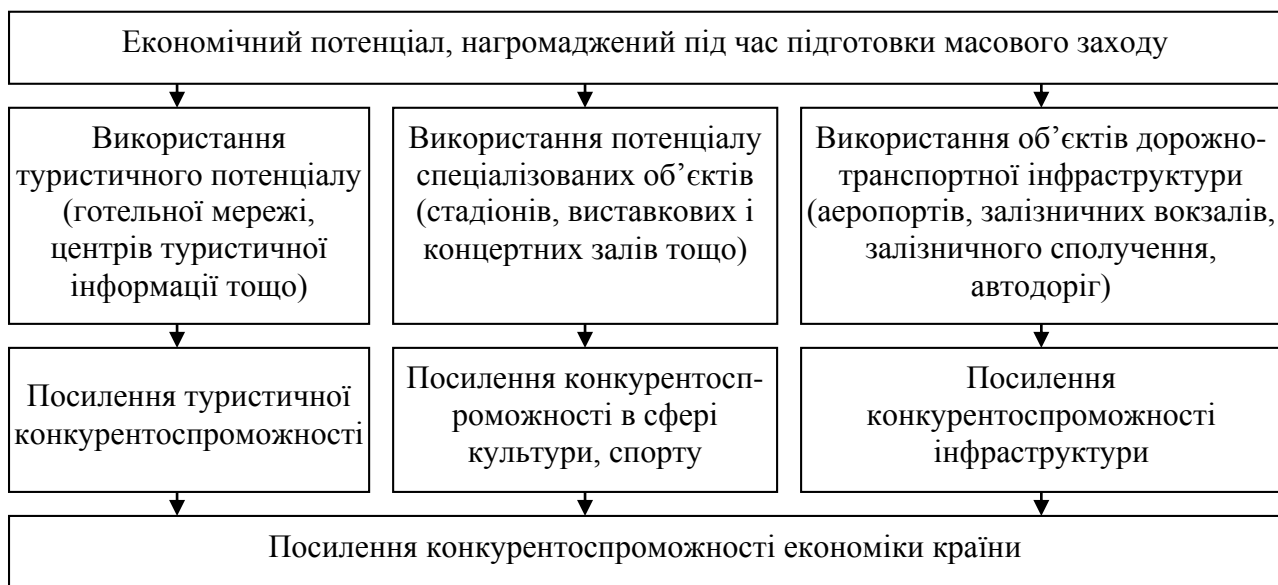 Економічний потенціал, нагромаджений під час підготовки масового заходу
Використання
туристичного потенціалу
(готельної мережі,
центрів туристичної
інформації тощо)
Використання потенціалу
спеціалізованих об’єктів
(стадіонів, виставкових і
концертних залів тощо)
Використання об’єктів дорожно-
транспортної інфраструктури
(аеропортів, залізничних вокзалів,
залізничного сполучення,
автодоріг)
Посилення туристичної
конкурентоспроможності
Посилення конкурентосп-
роможності в сфері
культури, спорту
Посилення
конкурентоспроможності
інфраструктури
Посилення конкурентоспроможності економіки країни